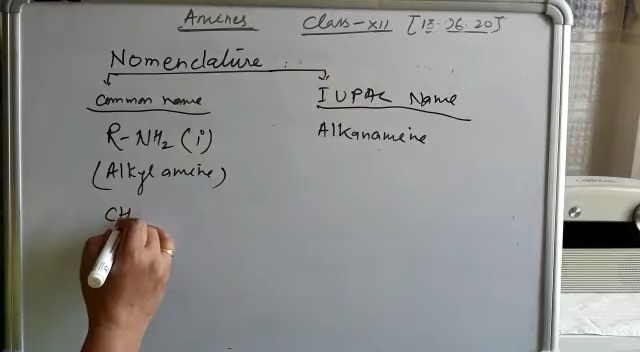 Amines Class-XII [13.26.20]
Nomenclature :
Common name IUPAC Name
R-NH2 (i) Alkanamine
(Alkyl amine)
CH